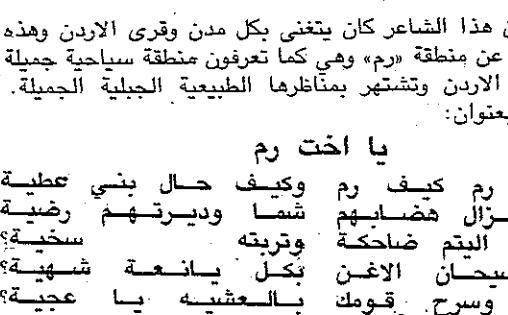 هذا الشاعر كان يتغنى بكل مدن وقرى الاردن وهذه
عن منطقة «رم» وهي كما تعرفون منطقة سياحية جميلة
الاردن وتشتهر بمناظرها الطبيعية الجبلية الجميلة.
بعنوان:
يا اخت رم
رم كيف رم وكيف حال بني عطية
هضابهم شما وديرتهم رضية
اليتم ضاحكة وتربته سخية؟
الاغن بكل يانعة شهية؟
وسرح قومك بالعشيه يا عجية؟